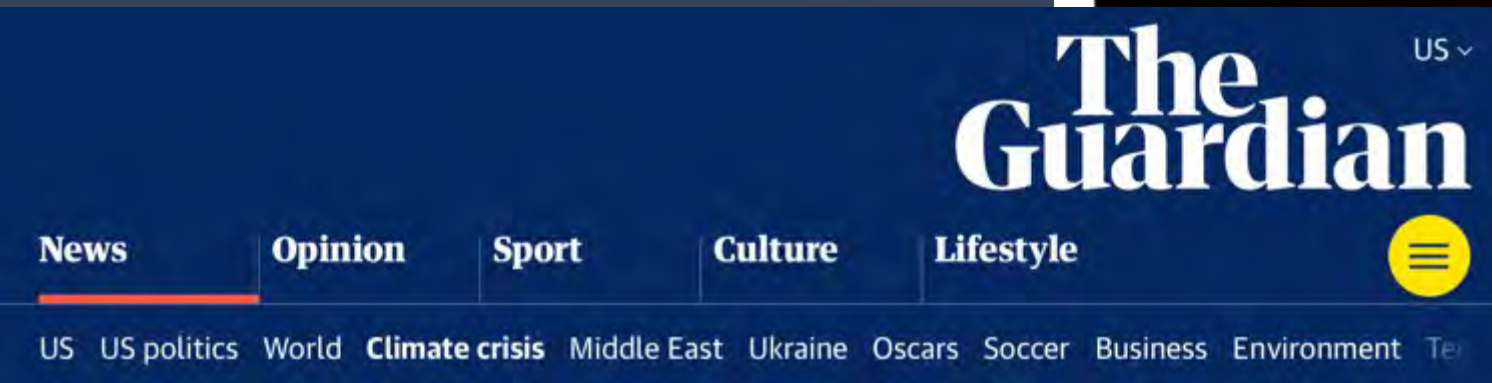 US
The
Guardian
News Opinion Sport Culture Lifestyle
US US politics World Climate crisis Middle East Ukraine Oscars Soccer Business Environment